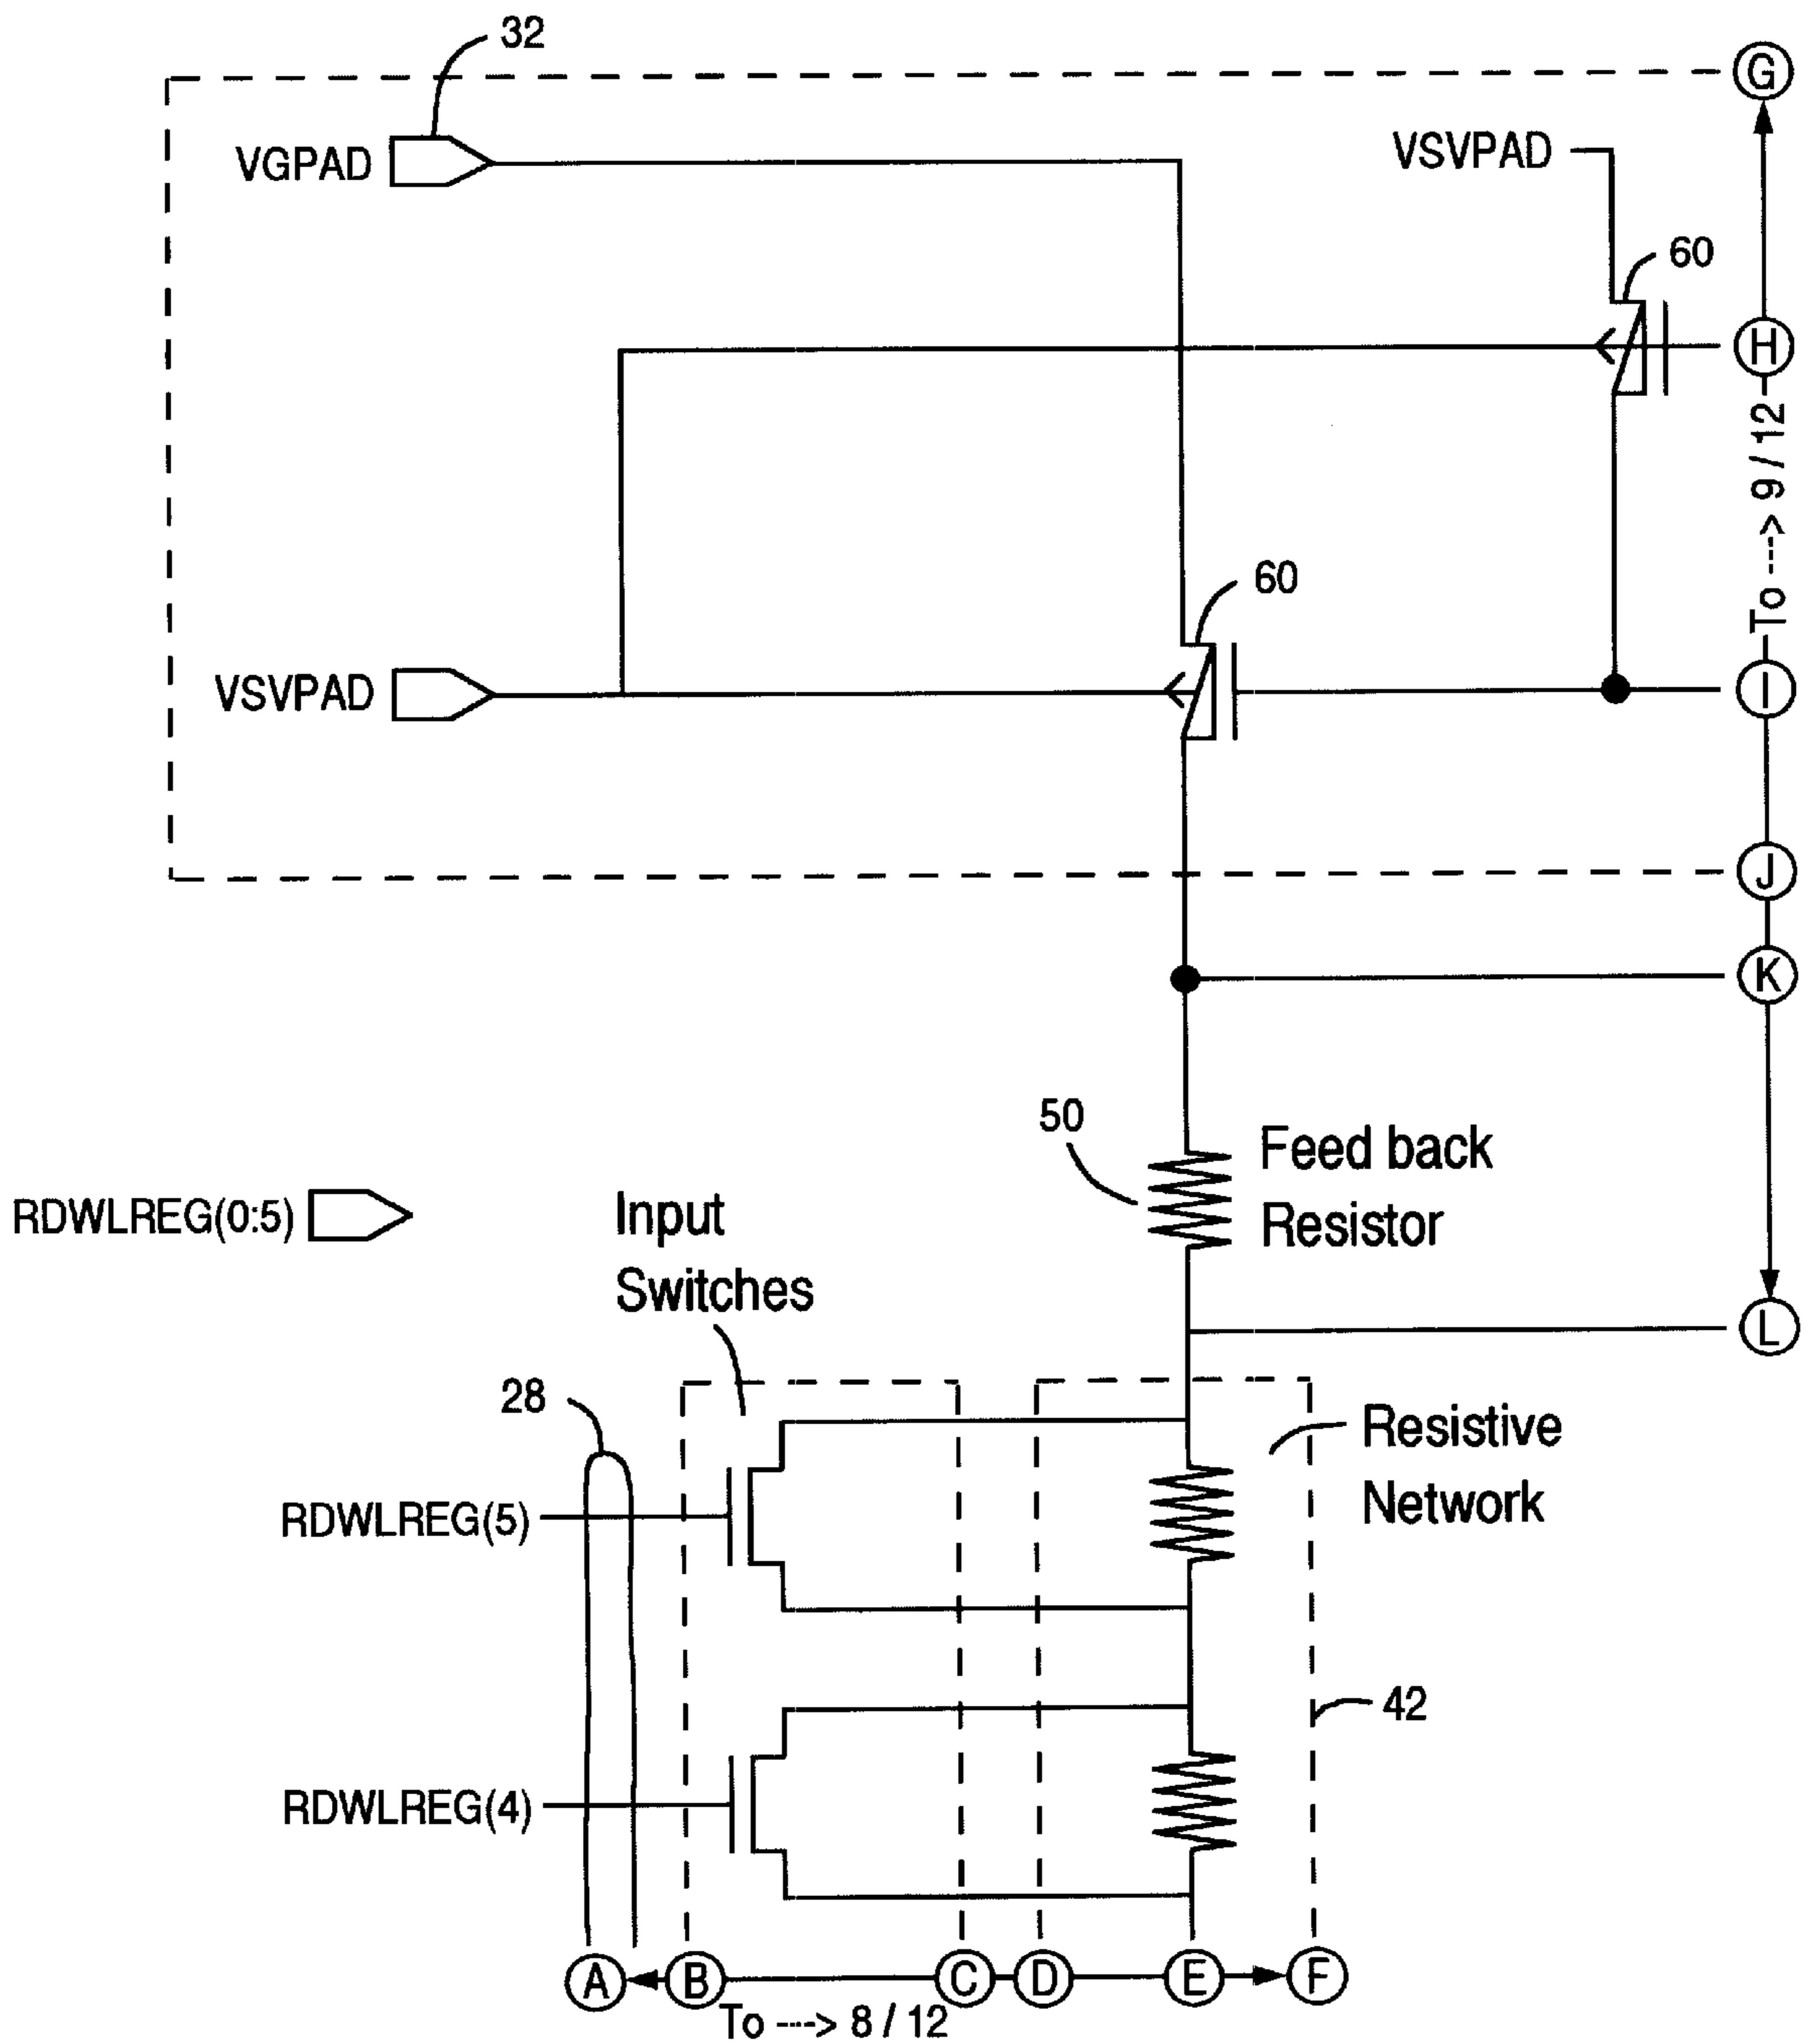 32
G
VGPAD
VSVPAD
60
H
To ---> 9 / 12
60
VSVPAD
I
J
K
50
Feed back
Resistor
RDWLREG(0:5)
Input
Switches
L
28
Resistive
Network
RDWLREG(5)
42
RDWLREG(4)
A
B
C
D
E
F
To ---> 8 / 12